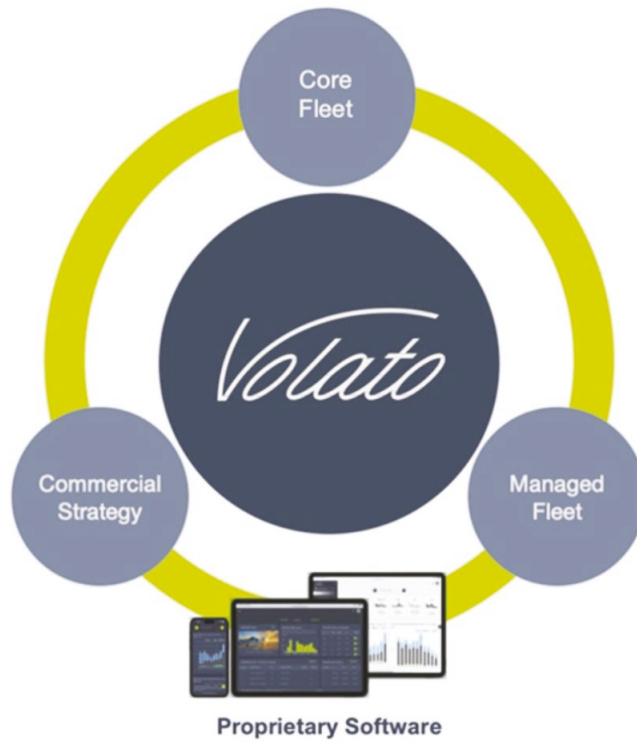 Core
Fleet
Volato
Commercial
Strategy
Managed
Fleet
Proprietary Software